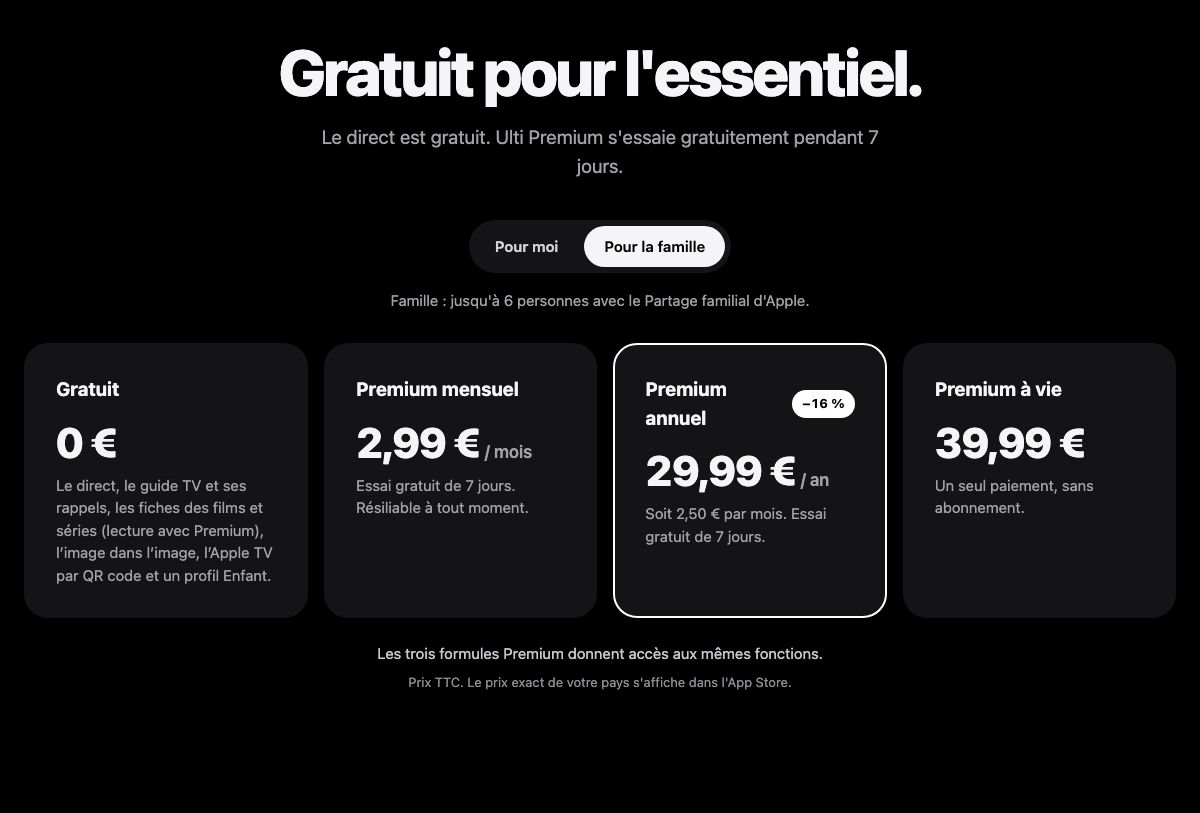 Gratuit pour l'essentiel.
Le direct est gratuit. Ulti Premium s'essaie gratuitement pendant 7
jours.
Pour moi
Pour la famille
Famille : jusqu'à 6 personnes avec le Partage familial d'Apple.
Gratuit
0 €
Le direct, le guide TV et ses
rappels, les fiches des films et
séries (lecture avec Premium),
l’image dans l’image, l’Apple TV
par QR code et un profil Enfant.
Premium mensuel
2,99 € / mois
Essai gratuit de 7 jours.
Résiliable à tout moment.
Premium
annuel
−16 %
29,99 € / an
Soit 2,50 € par mois. Essai
gratuit de 7 jours.
Premium à vie
39,99 €
Un seul paiement, sans
abonnement.
Les trois formules Premium donnent accès aux mêmes fonctions.
Prix TTC. Le prix exact de votre pays s'affiche dans l'App Store.